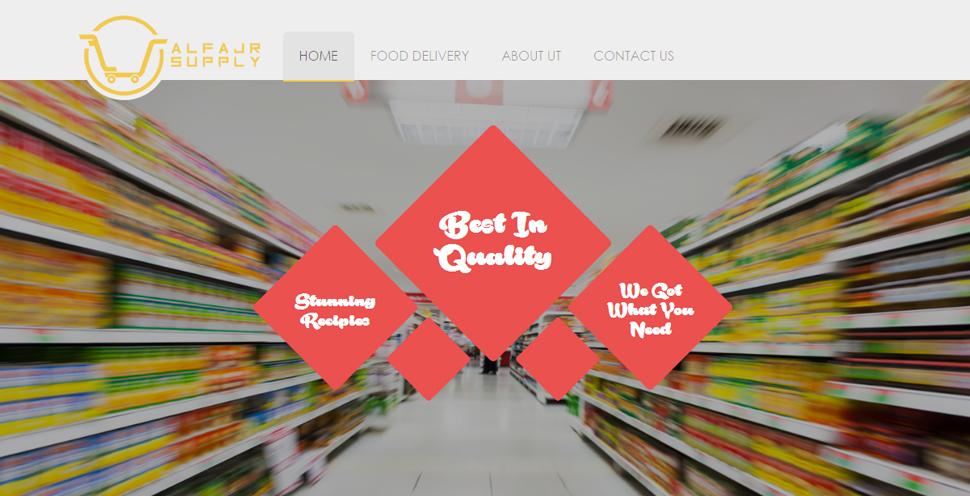 ALFAJR
SUPPLY
HOME
FOOD DELIVERY
ABOUT UT
CONTACT US
Best In
Quality
Stunning
Recipies
We Got
What You
Need